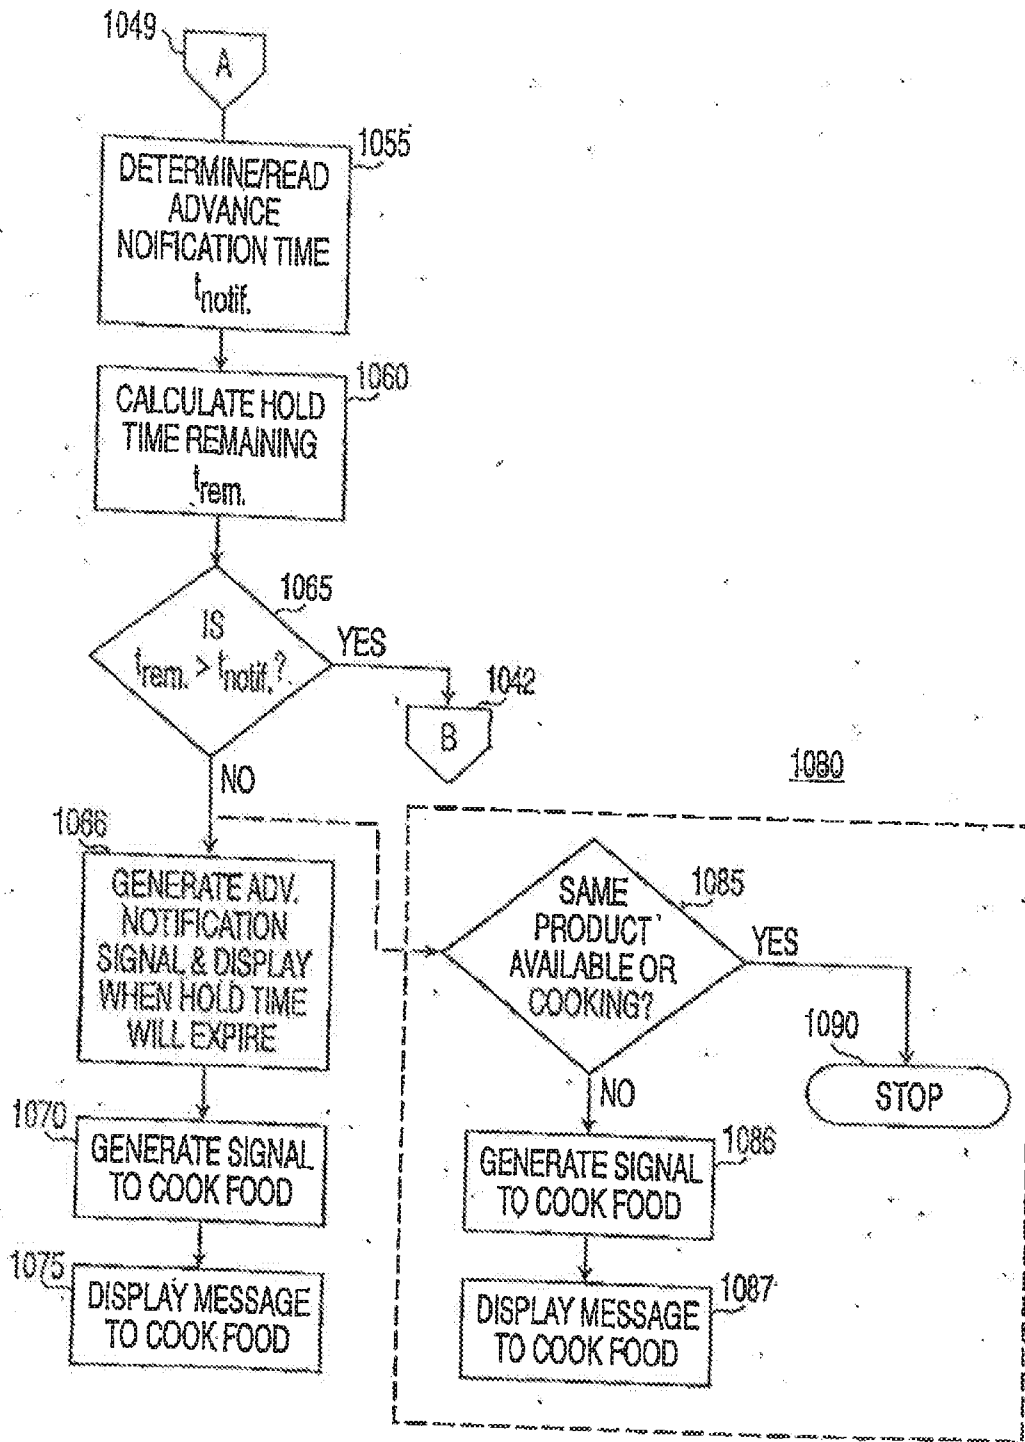 1049
A
1055
DETERMINE/READ
ADVANCE
NOIFICATION TIME
tnotif.
1060
CALCULATE HOLD
TIME REMAINING
trem.
1065
IS
trem. > tnotif.?
YES
1042
B
NO
1080
1066
GENERATE ADV.
NOTIFICATION
SIGNAL & DISPLAY
WHEN HOLD TIME
WILL EXPIRE
1085
SAME
PRODUCT
AVAILABLE OR
COOKING?
YES
1090
STOP
NO
1070
GENERATE SIGNAL
TO COOK FOOD
1086
GENERATE SIGNAL
TO COOK FOOD
1075
DISPLAY MESSAGE
TO COOK FOOD
1087
DISPLAY MESSAGE
TO COOK FOOD